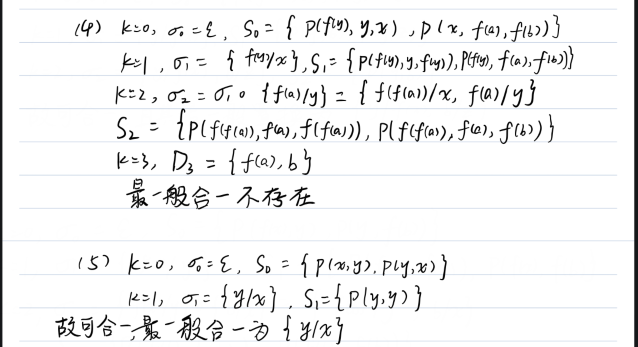 (4) k=0, σ₀=ε, S₀ = { P(f(y), y, x) , P(x, f(a), f(b)) }
k=1, σ₁ = { f(y)/x }, S₁ = { P(f(y), y, f(y)), P(f(y), f(a), f(b)) }
k=2, σ₂ = σ₁∘{f(a)/y} = { f(f(a))/x, f(a)/y }
S₂ = { P(f(f(a)), f(a), f(f(a))), P(f(f(a)), f(a), f(b)) }
k=3, D₃ = {f(a), b}
最一般合一不存在
(5) k=0, σ₀=ε, S₀ = { P(x,y), P(y,x) }
k=1, σ₁ = {y/x}, S₁={P(y,y)}
故可合一,最一般合一为 {y/x}